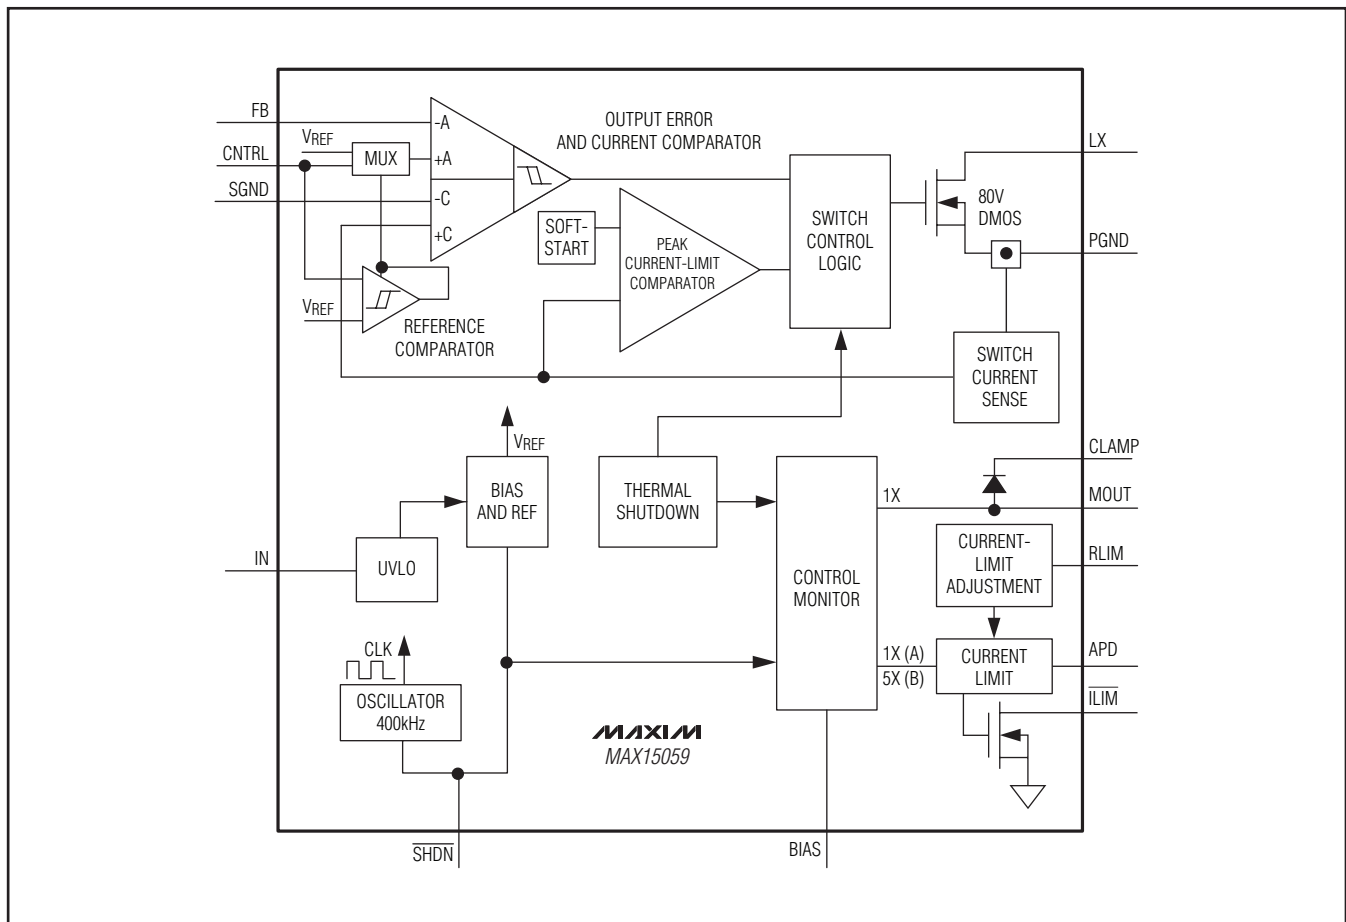 FB
CNTRL
SGND
VREF
MUX
-A
+A
-C
+C
OUTPUT ERROR
AND CURRENT COMPARATOR
SOFT-
START
PEAK
CURRENT-LIMIT
COMPARATOR
SWITCH
CONTROL
LOGIC
80V
DMOS
LX
PGND
VREF
REFERENCE
COMPARATOR
SWITCH
CURRENT
SENSE
VREF
BIAS
AND REF
THERMAL
SHUTDOWN
CONTROL
MONITOR
1X
CLAMP
MOUT
CURRENT-
LIMIT
ADJUSTMENT
RLIM
IN
UVLO
1X (A)
5X (B)
CURRENT
LIMIT
APD
ILIM
CLK
OSCILLATOR
400kHz
MAXIM
MAX15059
SHDN
BIAS